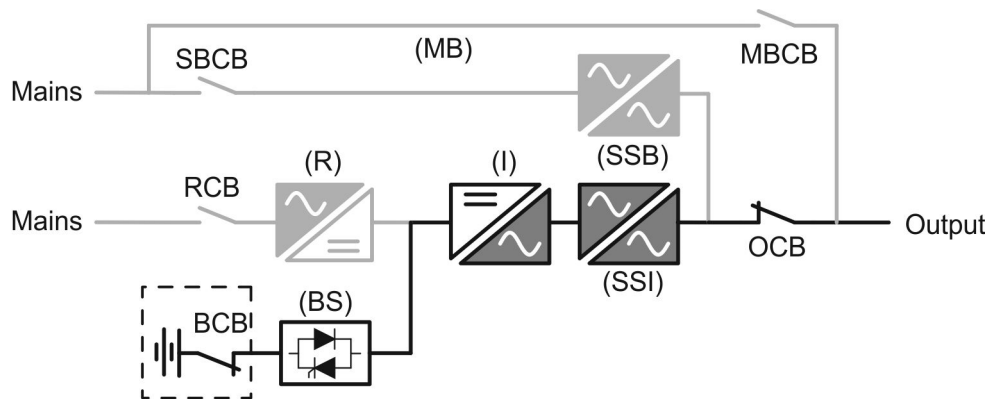 (MB)
MBCB
SBCB
Mains
(SSB)
(R)
(I)
RCB
Mains
Output
OCB
(SSI)
(BS)
BCB